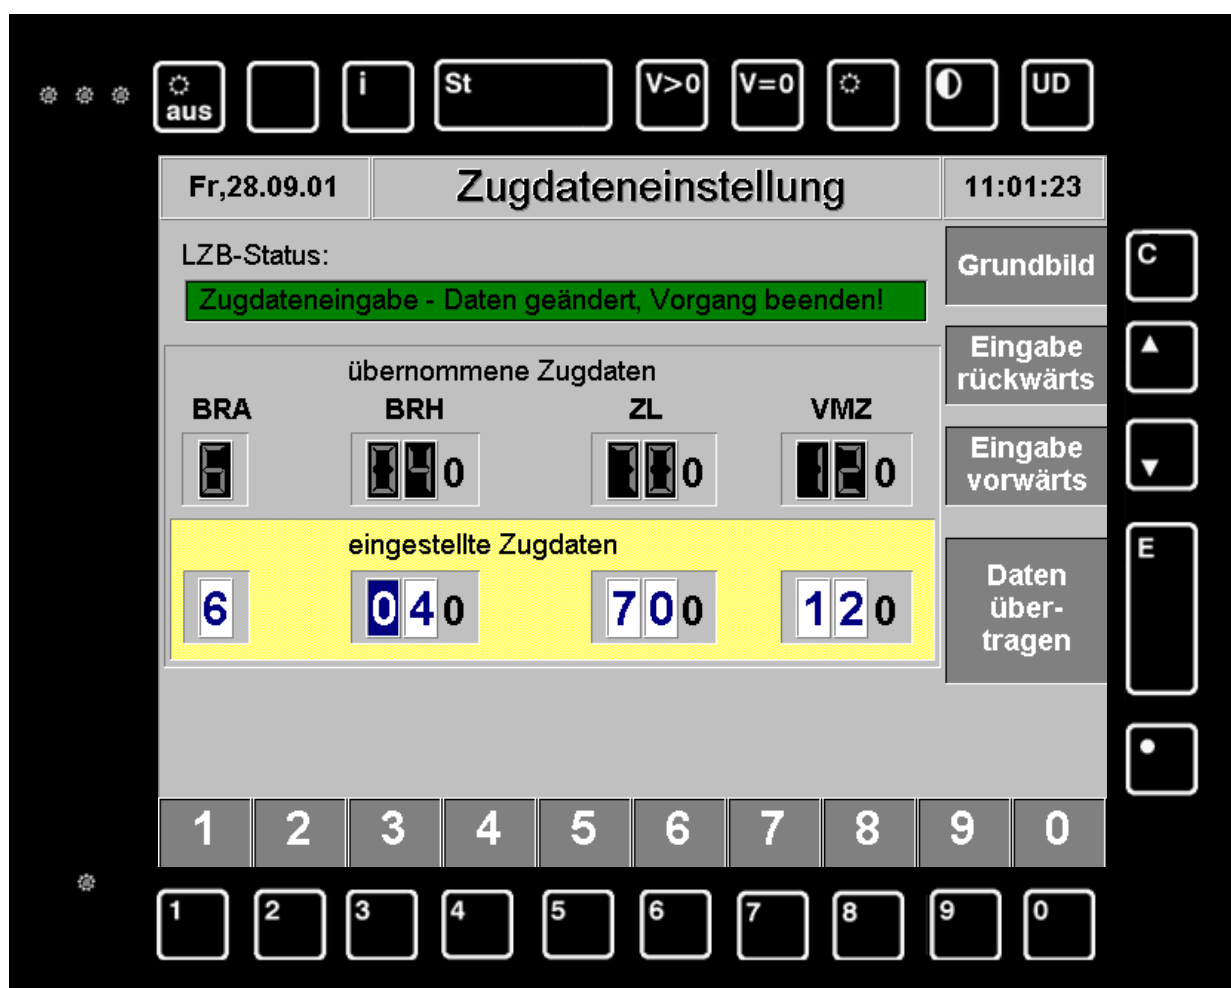 aus
i
St
V>0
V=0
UD
Fr,28.09.01
Zugdateneinstellung
11:01:23
LZB-Status:
Zugdateneingabe - Daten geändert, Vorgang beenden!
Grundbild
C
Eingabe
rückwärts
übernommene Zugdaten
BRA BRH ZL VMZ
6 040 700 120
Eingabe
vorwärts
eingestellte Zugdaten
6 040 700 120
Daten
über-
tragen
E
1 2 3 4 5 6 7 8 9 0
1 2 3 4 5 6 7 8 9 0